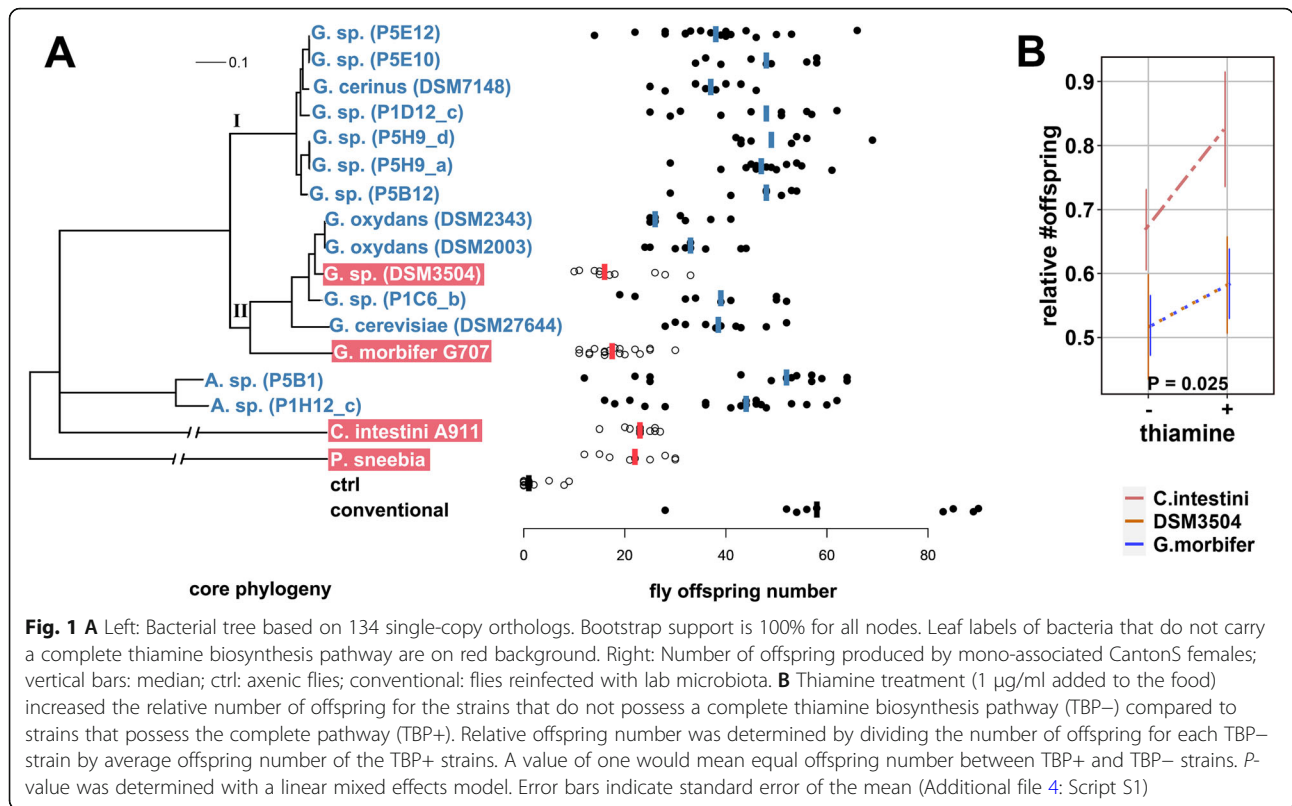 A
G. sp. (P5E12)
0.1
G. sp. (P5E10)
G. cerinus (DSM7148)
G. sp. (P1D12_c)
I
G. sp. (P5H9_d)
G. sp. (P5H9_a)
G. sp. (P5B12)
G. oxydans (DSM2343)
G. oxydans (DSM2003)
G. sp. (DSM3504)
II
G. sp. (P1C6_b)
G. cerevisiae (DSM27644)
G. morbifer G707
A. sp. (P5B1)
A. sp. (P1H12_c)
C. intestini A911
P. sneebia
ctrl
conventional
0 20 40 60 80
core phylogeny
fly offspring number
B
relative #offspring
0.9
0.8
0.7
0.6
0.5
P = 0.025
- +
thiamine
C.intestini
DSM3504
G.morbifer
Fig. 1 A Left: Bacterial tree based on 134 single-copy orthologs. Bootstrap support is 100% for all nodes. Leaf labels of bacteria that do not carry
a complete thiamine biosynthesis pathway are on red background. Right: Number of offspring produced by mono-associated CantonS females;
vertical bars: median; ctrl: axenic flies; conventional: flies reinfected with lab microbiota. B Thiamine treatment (1 μg/ml added to the food)
increased the relative number of offspring for the strains that do not possess a complete thiamine biosynthesis pathway (TBP−) compared to
strains that possess the complete pathway (TBP+). Relative offspring number was determined by dividing the number of offspring for each TBP−
strain by average offspring number of the TBP+ strains. A value of one would mean equal offspring number between TBP+ and TBP− strains. P-
value was determined with a linear mixed effects model. Error bars indicate standard error of the mean (Additional file 4: Script S1)